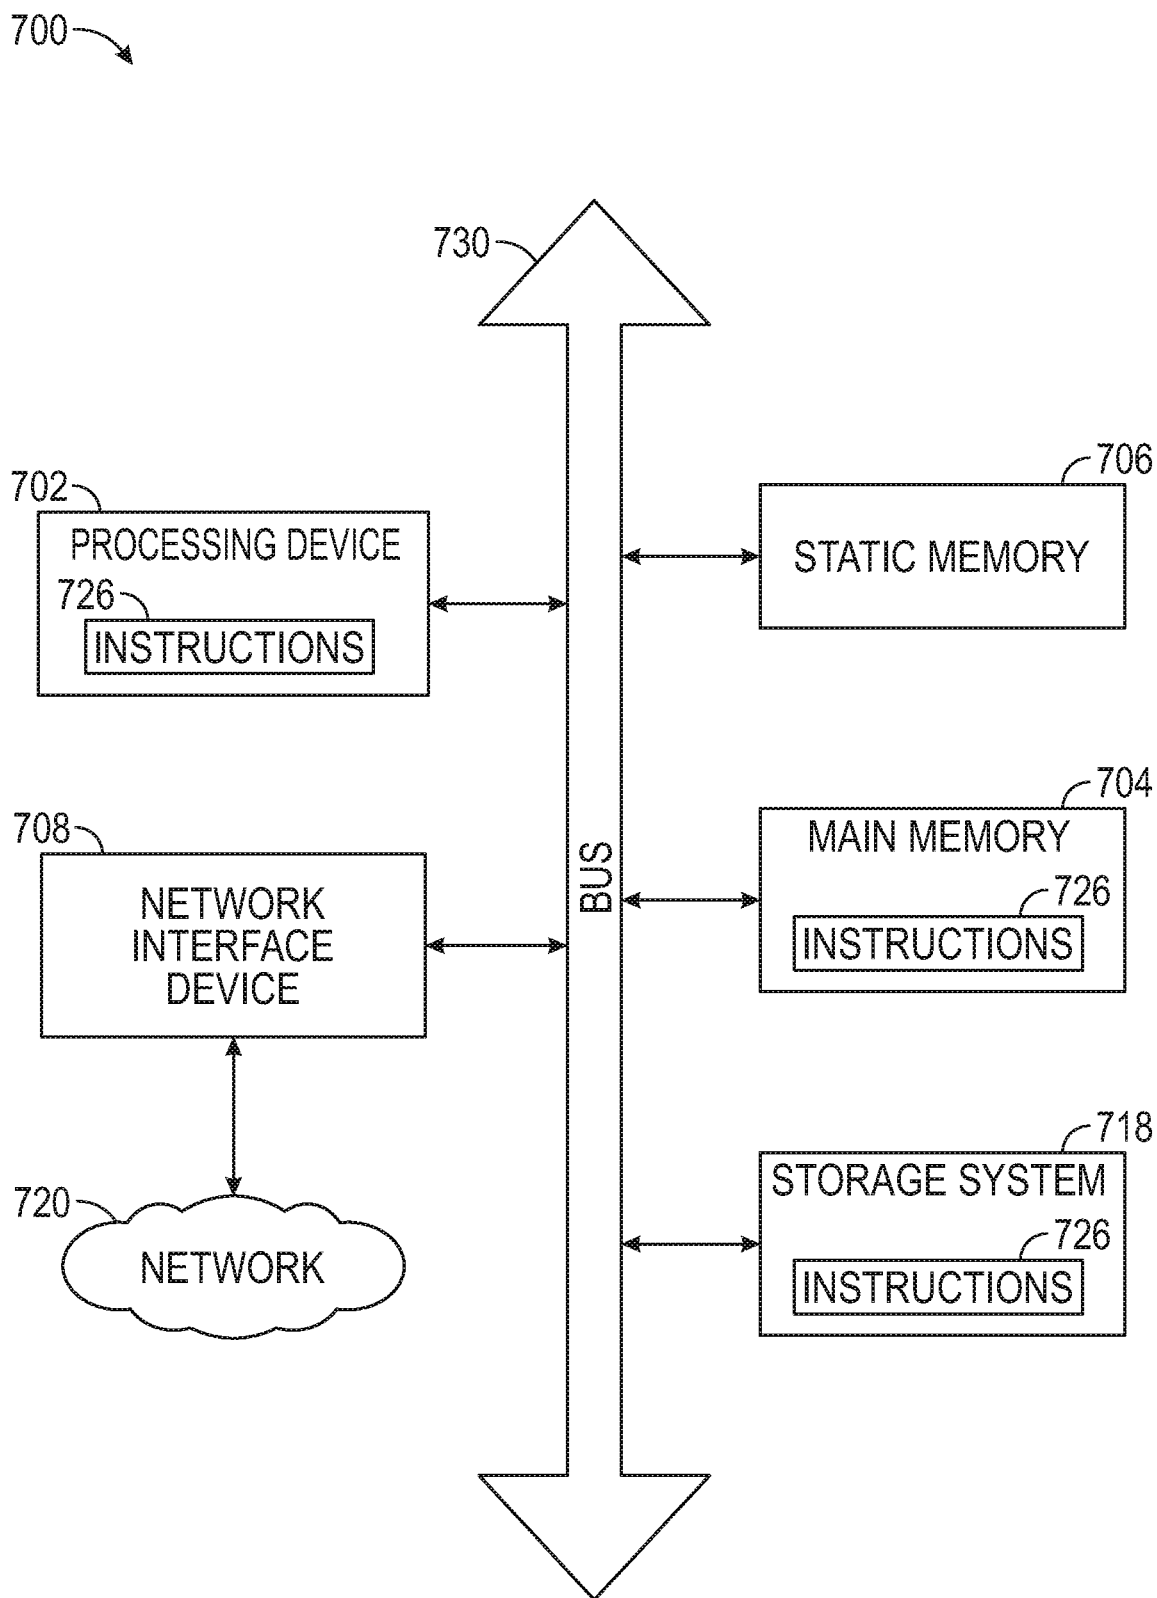 700
730
702
PROCESSING DEVICE
726
INSTRUCTIONS
706
STATIC MEMORY
708
NETWORK
INTERFACE
DEVICE
BUS
704
MAIN MEMORY
726
INSTRUCTIONS
720
NETWORK
718
STORAGE SYSTEM
726
INSTRUCTIONS